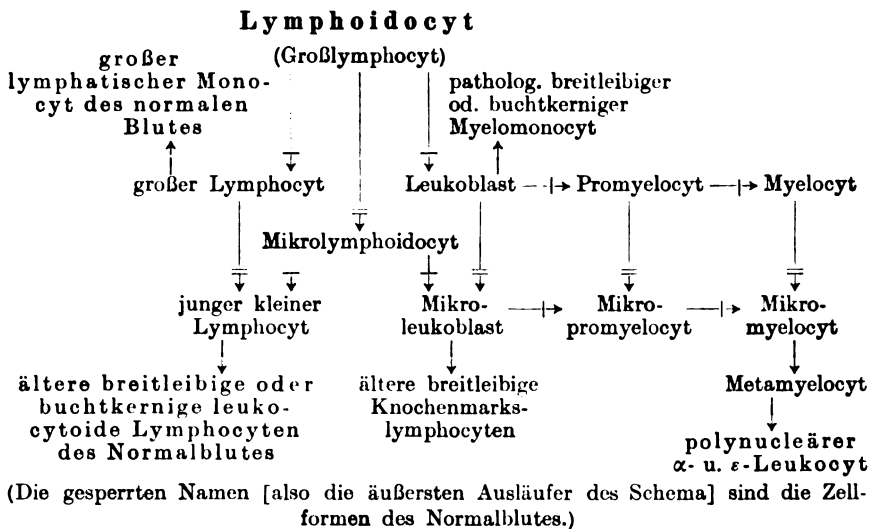 Lymphoidocyt
(Großlymphocyt)
großer
lymphatischer Mono-
cyt des normalen
Blutes
patholog. breitleibiger
od. buchtkerniger
Myelomonocyt
großer Lymphocyt
Leukoblast
Promyelocyt
Myelocyt
Mikrolymphoidocyt
junger kleiner
Lymphocyt
Mikro-
leukoblast
Mikro-
promyelocyt
Mikro-
myelocyt
ältere breitleibige oder
buchtkernige leuko-
cytoide Lymphocyten
des Normalblutes
ältere breitleibige
Knochenmarks-
lymphocyten
Metamyelocyt
polynucleärer
α- u. ε-Leukocyt
(Die gesperrten Namen [also die äußersten Ausläufer des Schema] sind die Zell-
formen des Normalblutes.)